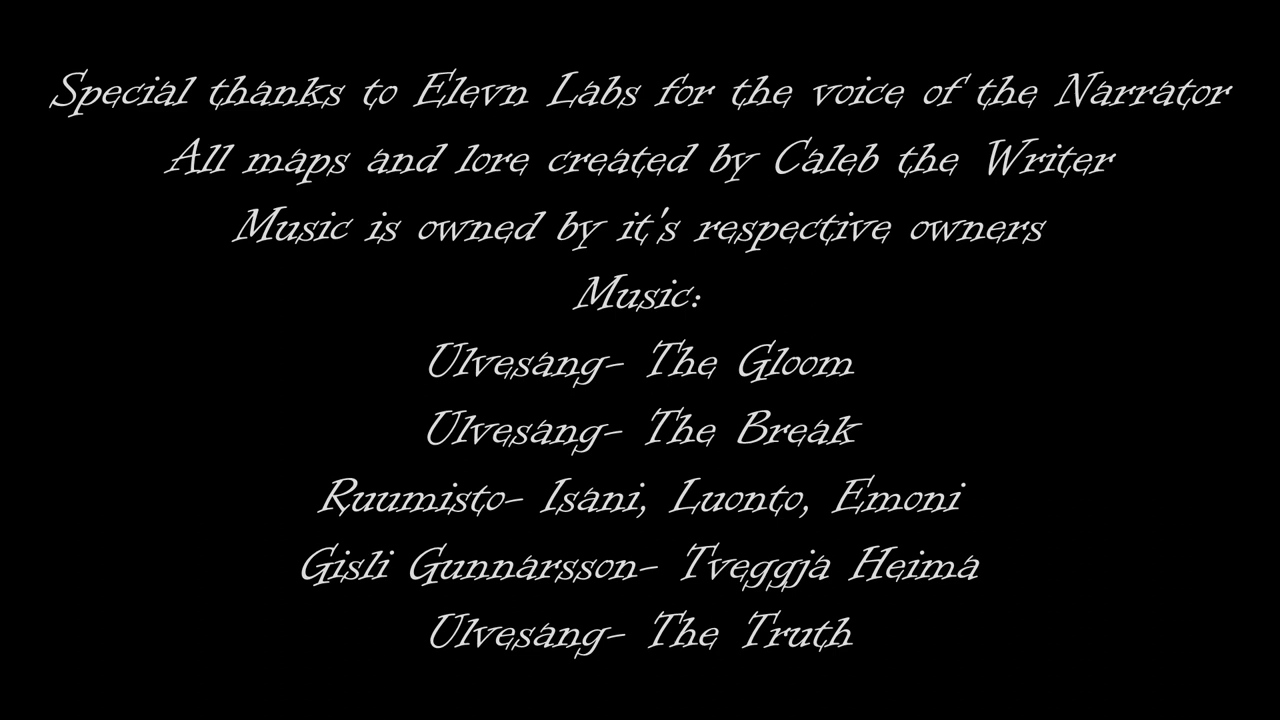 Special thanks to Elevn Labs for the voice of the Narrator
All maps and lore created by Caleb the Writer
Music is owned by it's respective owners
Music:
Ulvesang- The Gloom
Ulvesang- The Break
Ruumisto- Isani, Luonto, Emoni
Gisli Gunnarsson- Tveggja Heima
Ulvesang- The Truth